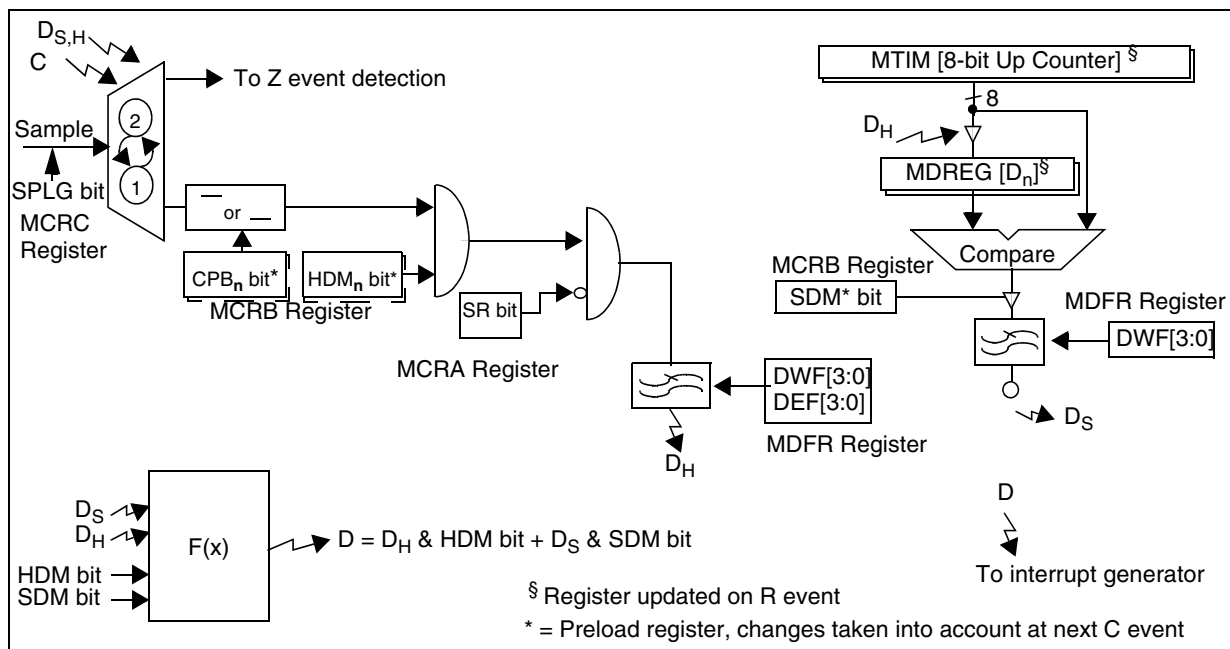 D S,H
C
To Z event detection
2
Sample
1
SPLG bit
MCRC
Register
or
CPBn bit*
HDMn bit*
MCRB Register
SR bit
MCRA Register
DWF[3:0]
DEF[3:0]
MDFR Register
DH
MTIM [8-bit Up Counter] §
8
DH
MDREG [Dn]§
Compare
MCRB Register
SDM* bit
MDFR Register
DWF[3:0]
DS
D
To interrupt generator
DS
DH
HDM bit
SDM bit
F(x)
D = DH & HDM bit + DS & SDM bit
§ Register updated on R event
* = Preload register, changes taken into account at next C event